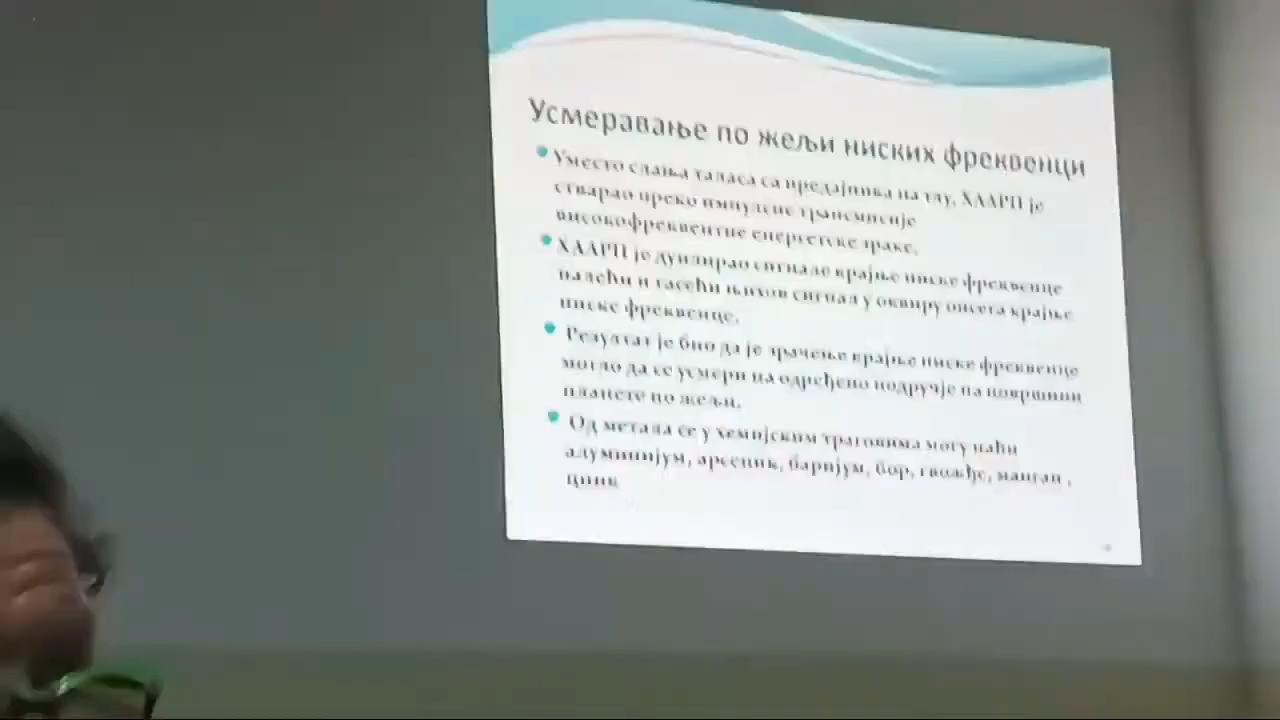 Усмеравање по жељи ниских фреквенци
Уместо слања таласа са предајника на тлу, ХААРП је
стварао преко импулсне трансмисије
високофреквентне енергетске зраке.
ХААРП је дуплирао сигнале крајње ниске фреквенце
палећи и гасећи њихов сигнал у оквиру опсега крајње
ниске фреквенце.
Резултат је био да је зрачење крајње ниске фреквенце
могло да се усмери на одређено подручје на површини
планете по жељи.
Од метала се у хемијским траговима могу наћи
алуминијум, арсеник, баријум, бор, гвожђе, манган ,
цинк